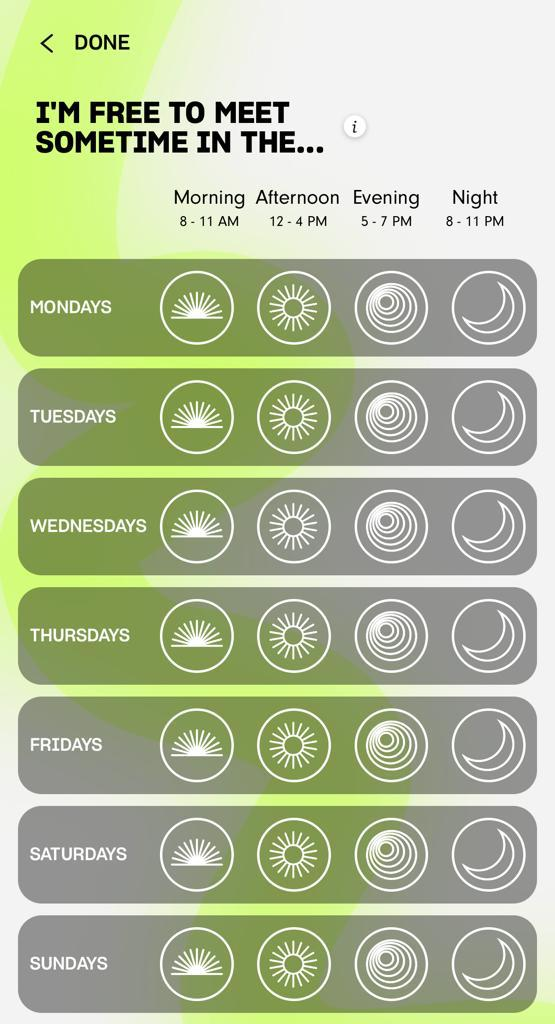 DONE
I'M FREE TO MEET
SOMETIME IN THE...
i
Morning Afternoon Evening Night
8 - 11 AM 12 - 4 PM 5 - 7 PM 8 - 11 PM
MONDAYS
TUESDAYS
WEDNESDAYS
THURSDAYS
FRIDAYS
SATURDAYS
SUNDAYS